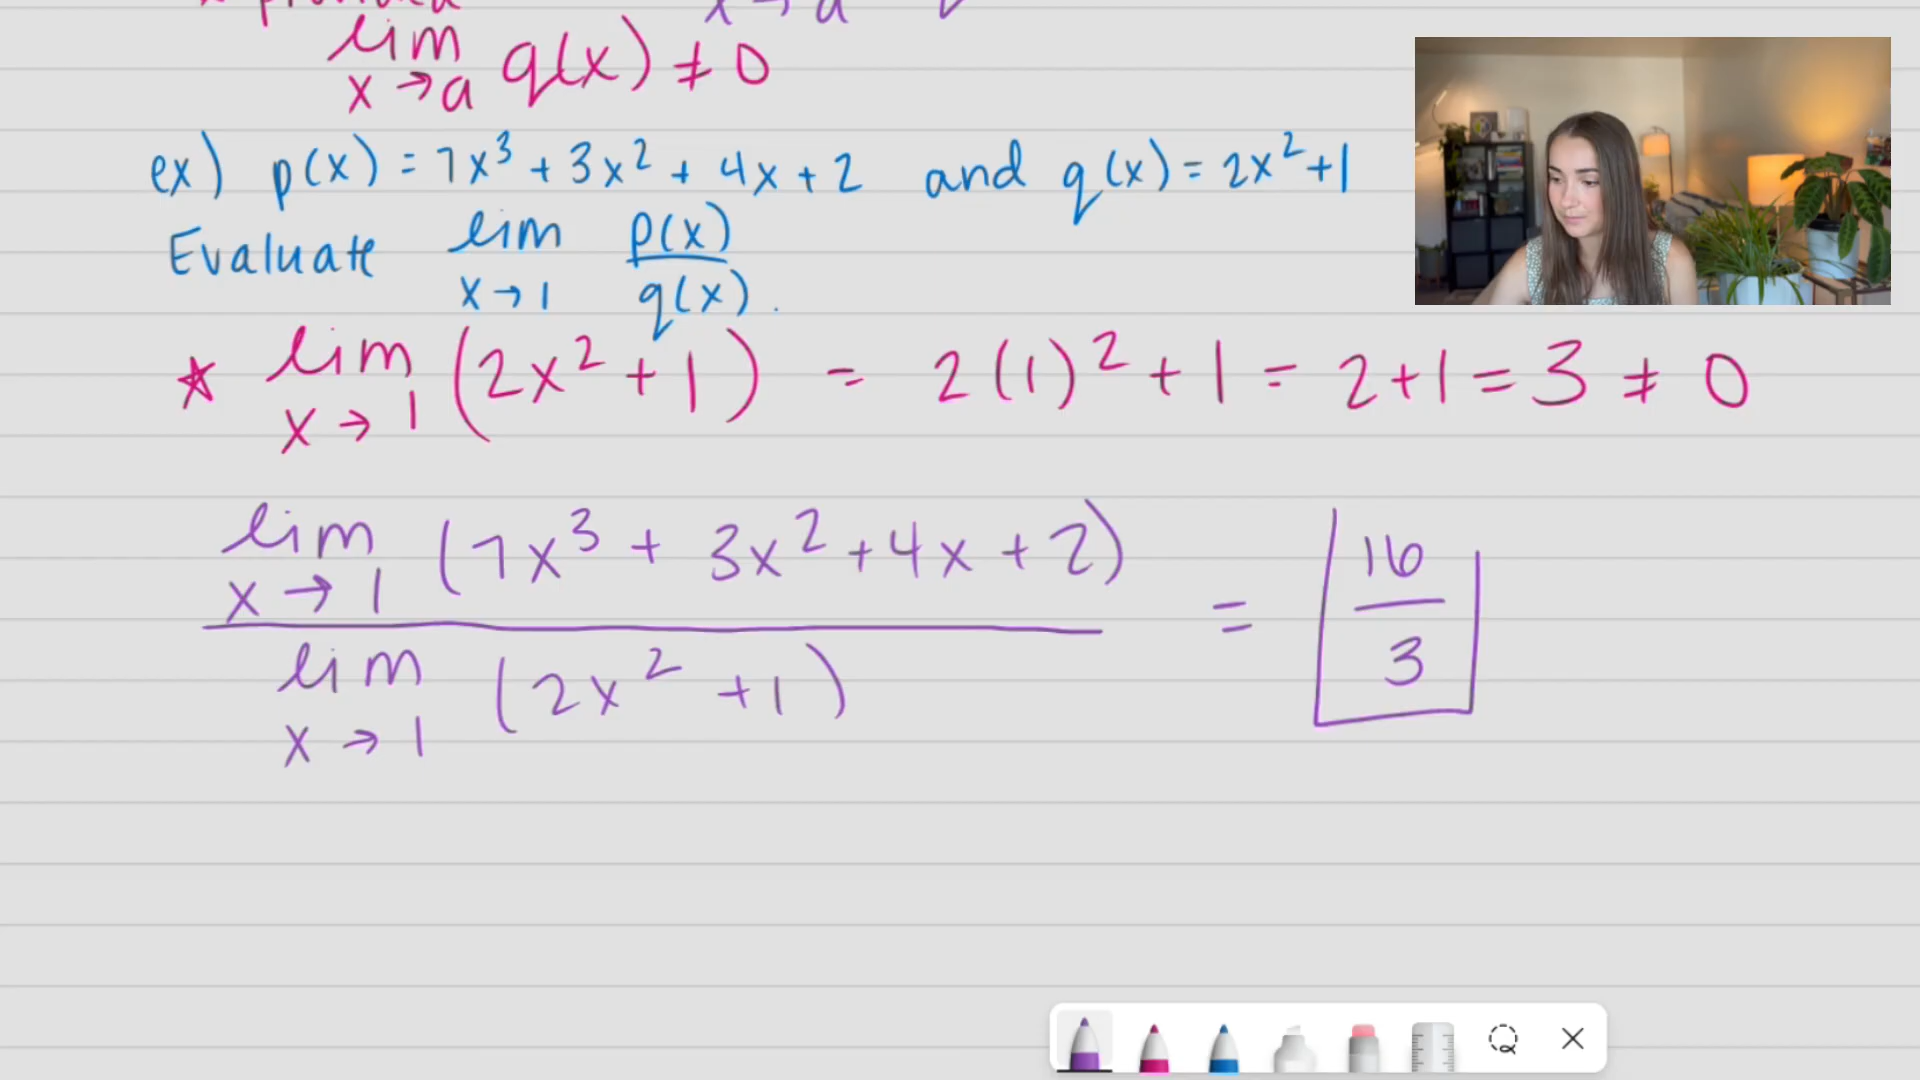 * provided
x → a
lim q(x) ≠ 0
x → a
ex) p(x) = 7x³ + 3x² + 4x + 2 and q(x) = 2x² + 1
Evaluate lim p(x)
x → 1 q(x) .
☆ lim (2x² + 1) = 2(1)² + 1 = 2 + 1 = 3 ≠ 0
x → 1
lim (7x³ + 3x² + 4x + 2)
x → 1
= 16
3
lim (2x² + 1)
x → 1